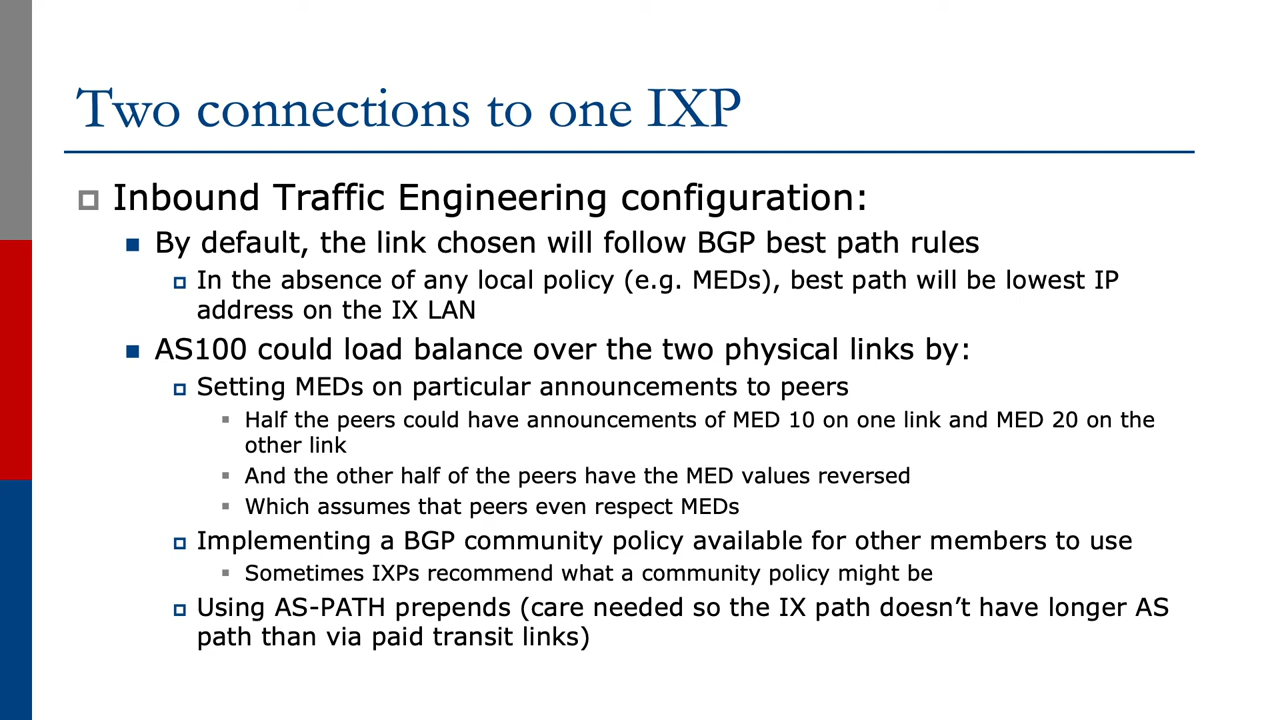 Two connections to one IXP
Inbound Traffic Engineering configuration:
By default, the link chosen will follow BGP best path rules
In the absence of any local policy (e.g. MEDs), best path will be lowest IP
address on the IX LAN
AS100 could load balance over the two physical links by:
Setting MEDs on particular announcements to peers
Half the peers could have announcements of MED 10 on one link and MED 20 on the
other link
And the other half of the peers have the MED values reversed
Which assumes that peers even respect MEDs
Implementing a BGP community policy available for other members to use
Sometimes IXPs recommend what a community policy might be
Using AS-PATH prepends (care needed so the IX path doesn’t have longer AS
path than via paid transit links)